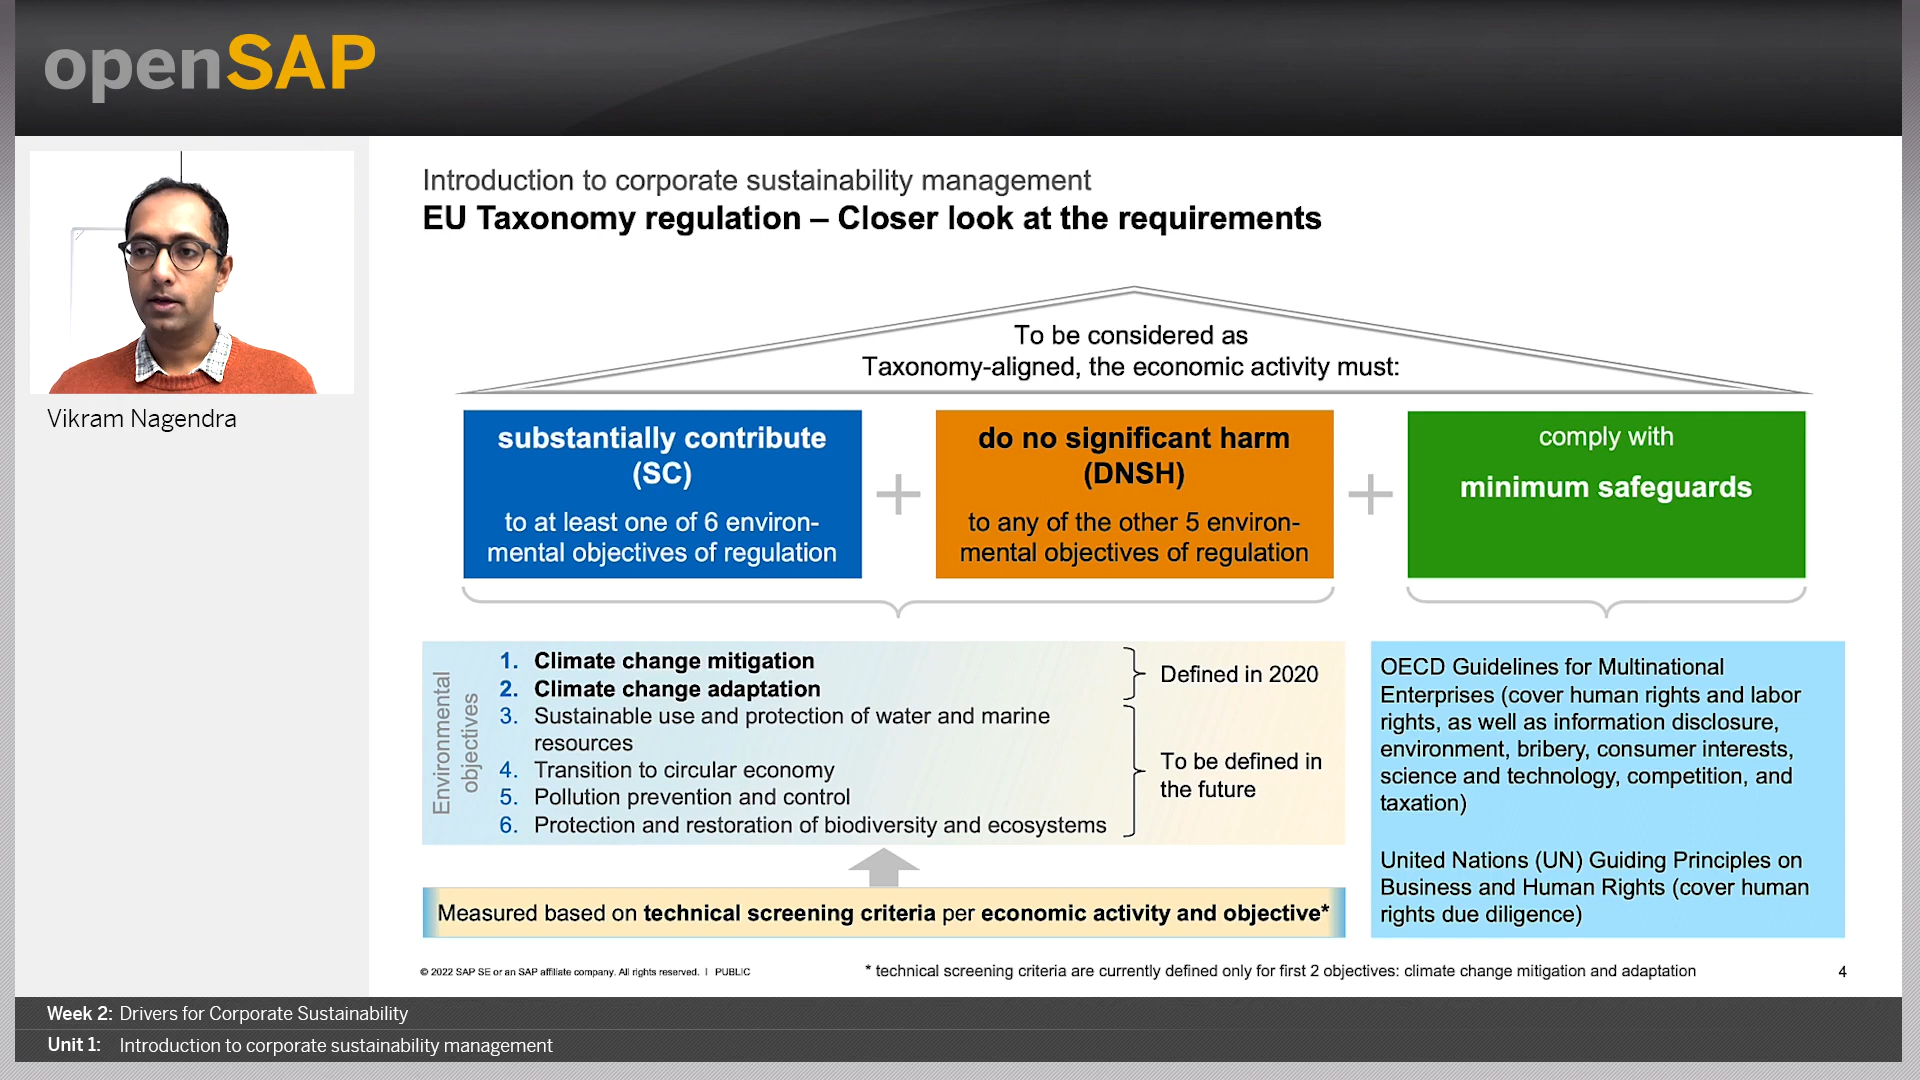 openSAP
Vikram Nagendra
Introduction to corporate sustainability management
EU Taxonomy regulation – Closer look at the requirements
To be considered as
Taxonomy-aligned, the economic activity must:
substantially contribute
(SC)
to at least one of 6 environ-
mental objectives of regulation
+
do no significant harm
(DNSH)
to any of the other 5 environ-
mental objectives of regulation
+
comply with
minimum safeguards
Environmental
objectives
1. Climate change mitigation
2. Climate change adaptation
3. Sustainable use and protection of water and marine
resources
4. Transition to circular economy
5. Pollution prevention and control
6. Protection and restoration of biodiversity and ecosystems
Defined in 2020
To be defined in
the future
Measured based on technical screening criteria per economic activity and objective*
OECD Guidelines for Multinational
Enterprises (cover human rights and labor
rights, as well as information disclosure,
environment, bribery, consumer interests,
science and technology, competition, and
taxation)
United Nations (UN) Guiding Principles on
Business and Human Rights (cover human
rights due diligence)
© 2022 SAP SE or an SAP affiliate company. All rights reserved. | PUBLIC
* technical screening criteria are currently defined only for first 2 objectives: climate change mitigation and adaptation
4
Week 2: Drivers for Corporate Sustainability
Unit 1: Introduction to corporate sustainability management